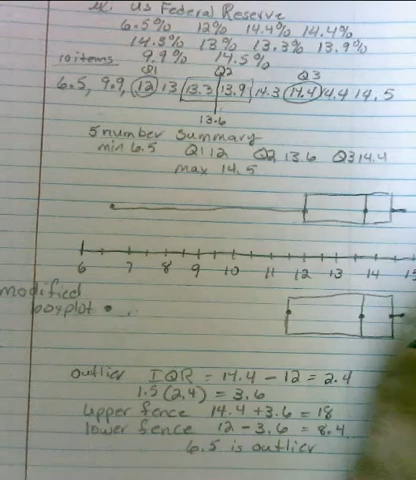 US Federal Reserve
6.5% 12% 14.4% 14.4%
14.3% 13% 13.3% 13.9%
10 items 9.9% 14.5%
Q1 Q2 Q3
6.5, 9.9, 12 13 13.3 13.9 14.3 14.4 14.4 14.5
13.6
5 number summary
min 6.5 Q1 12 Q2 13.6 Q3 14.4
max 14.5
6 7 8 9 10 11 12 13 14 15
modified
boxplot
outlier IQR = 14.4 - 12 = 2.4
1.5(2.4) = 3.6
upper fence 14.4 + 3.6 = 18
lower fence 12 - 3.6 = 8.4
6.5 is outlier